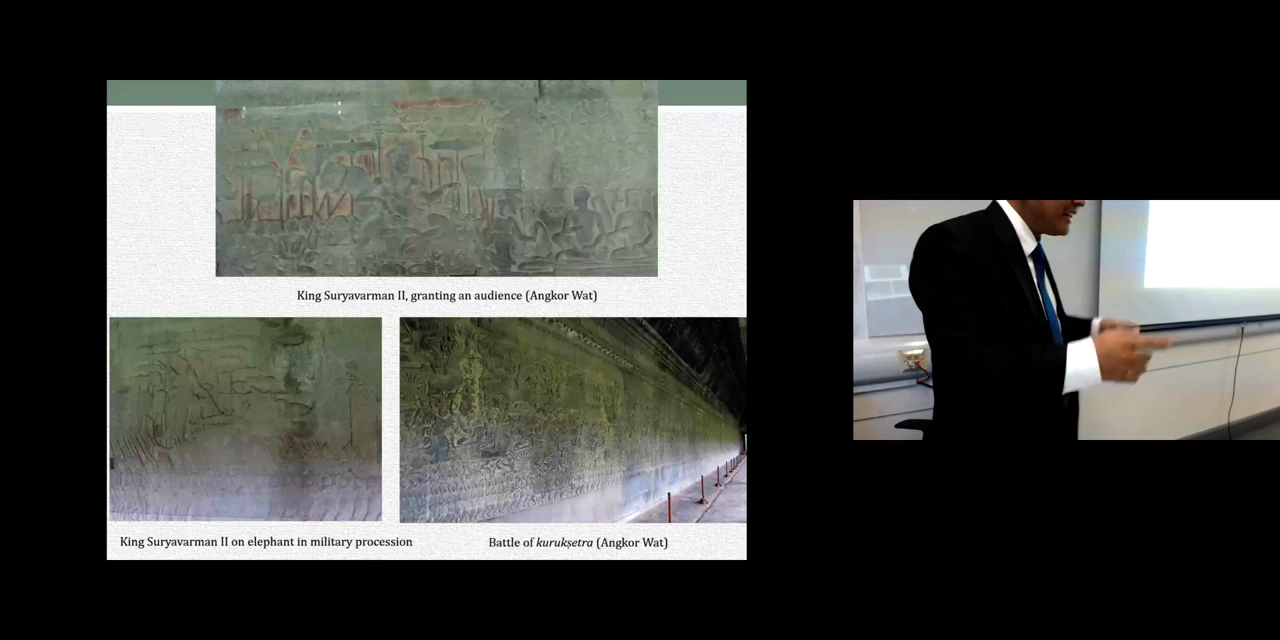 King Suryavarman II, granting an audience (Angkor Wat)
King Suryavarman II on elephant in military procession
Battle of kurukṣetra (Angkor Wat)